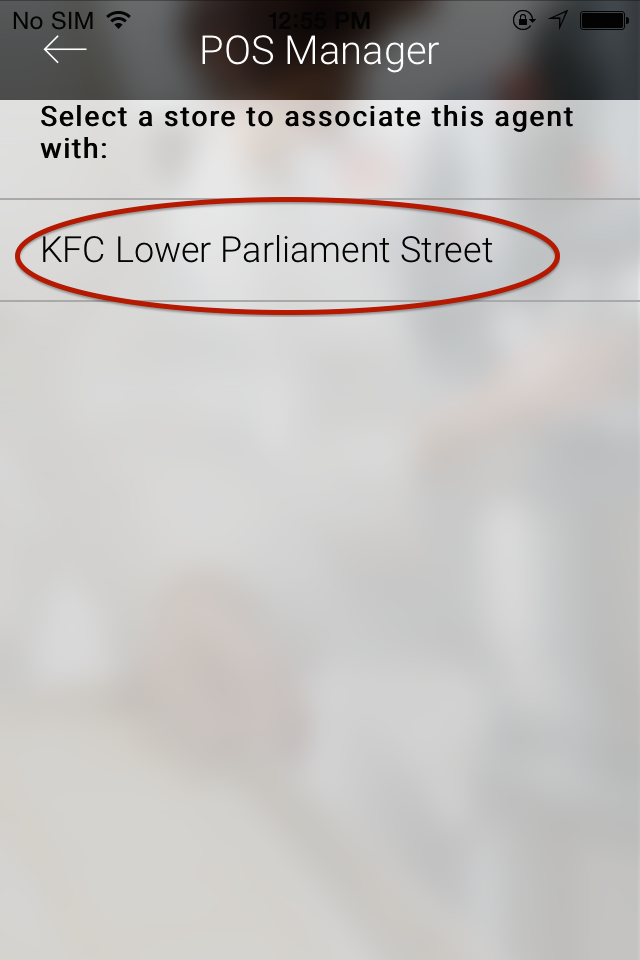 No SIM 12:55 PM
POS Manager
Select a store to associate this agent
with:
KFC Lower Parliament Street